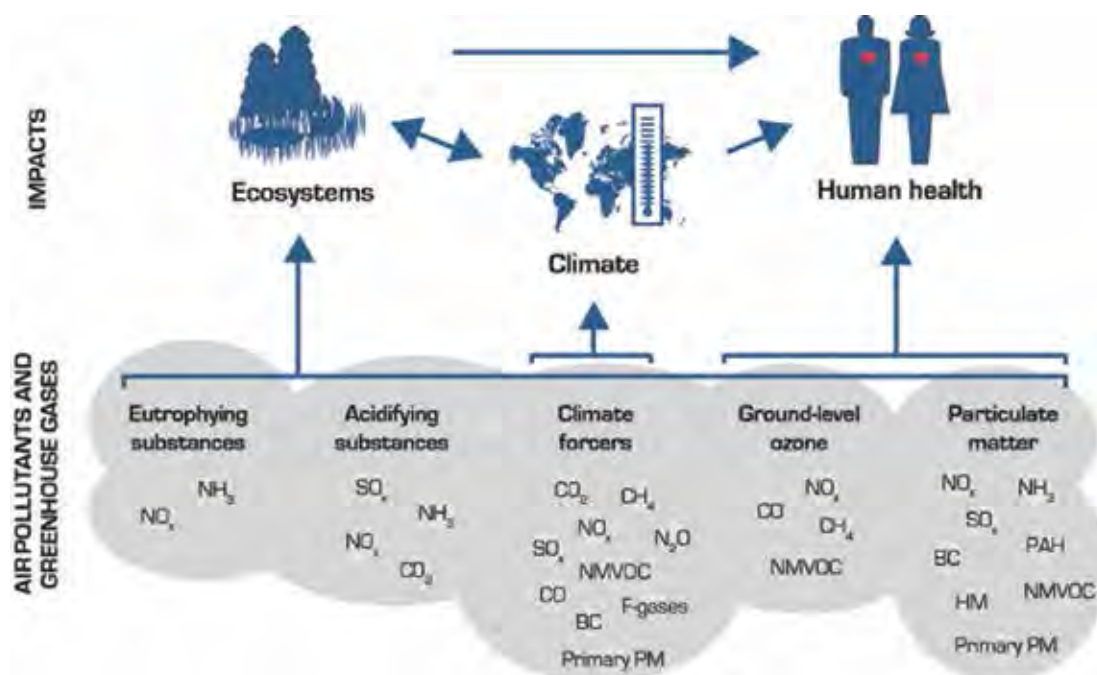 IMPACTS
Ecosystems
Climate
Human health
AIR POLLUTANTS AND
GREENHOUSE GASES
Eutrophying
substances
NH₃
NOₓ
Acidifying
substances
SOₓ
NH₃
NOₓ
CO₂
Climate
forcers
CO₂
CH₄
NOₓ
N₂O
SOₓ
NMVOC
CO
F-gases
BC
Primary PM
Ground-level
ozone
NOₓ
CO
CH₄
NMVOC
Particulate
matter
NOₓ
NH₃
SOₓ
PAH
BC
NMVOC
HM
Primary PM